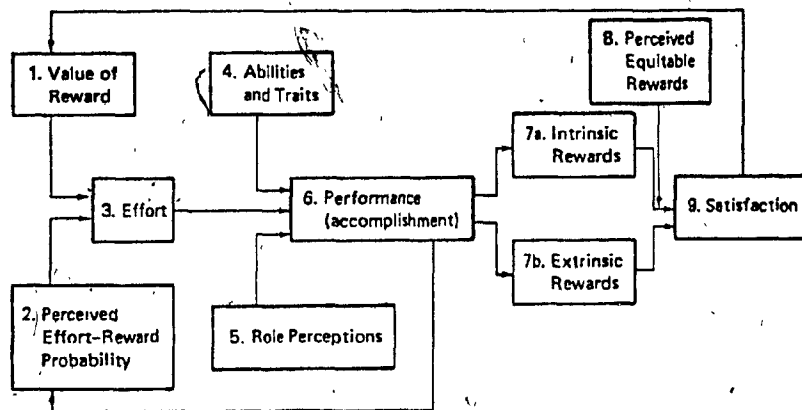 1. Value of
Reward
4. Abilities
and Traits
8. Perceived
Equitable
Rewards
7a. Intrinsic
Rewards
3. Effort
6. Performance
(accomplishment)
9. Satisfaction
7b. Extrinsic
Rewards
2. Perceived
Effort-Reward
Probability
5. Role Perceptions